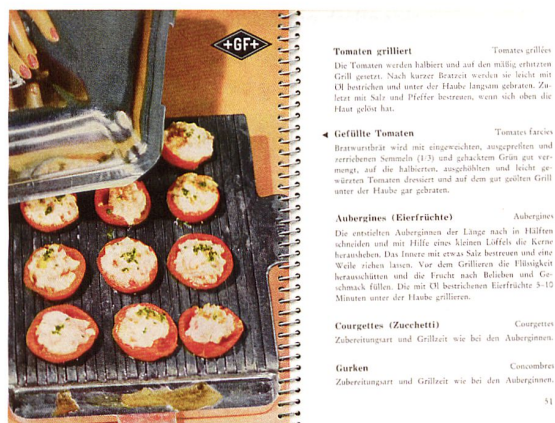 +GF+
Tomaten grilliert Tomates grillées
Die Tomaten werden halbiert und auf den mäßig erhitzten
Grill gesetzt. Nach kurzer Bratzeit werden sie leicht mit
Öl bestrichen und unter der Haube langsam gebraten. Zu-
letzt mit Salz und Pfeffer bestreuen, wenn sich oben die
Haut gelöst hat.
◄ Gefüllte Tomaten Tomates farcies
Bratwurstbrät wird mit eingeweichten, ausgepreßten und
zerriebenen Semmeln (1/3) und gehacktem Grün gut ver-
mengt, auf die halbierten, ausgehöhlten und leicht ge-
würzten Tomaten dressiert und auf dem gut geölten Grill
unter der Haube gar gebraten.
Aubergines (Eierfrüchte) Aubergines
Die entstielten Auberginnen der Länge nach in Hälften
schneiden und mit Hilfe eines kleinen Löffels die Kerne
herausheben. Das Innere mit etwas Salz bestreuen und eine
Weile ziehen lassen. Vor dem Grillieren die Flüssigkeit
herausschütten und die Frucht nach Belieben und Ge-
schmack füllen. Die mit Öl bestrichenen Eierfrüchte 5-10
Minuten unter der Haube grillieren.
Courgettes (Zucchetti) Courgettes
Zubereitungsart und Grillzeit wie bei den Auberginnen.
Gurken Concombres
Zubereitungsart und Grillzeit wie bei den Auberginnen.
51